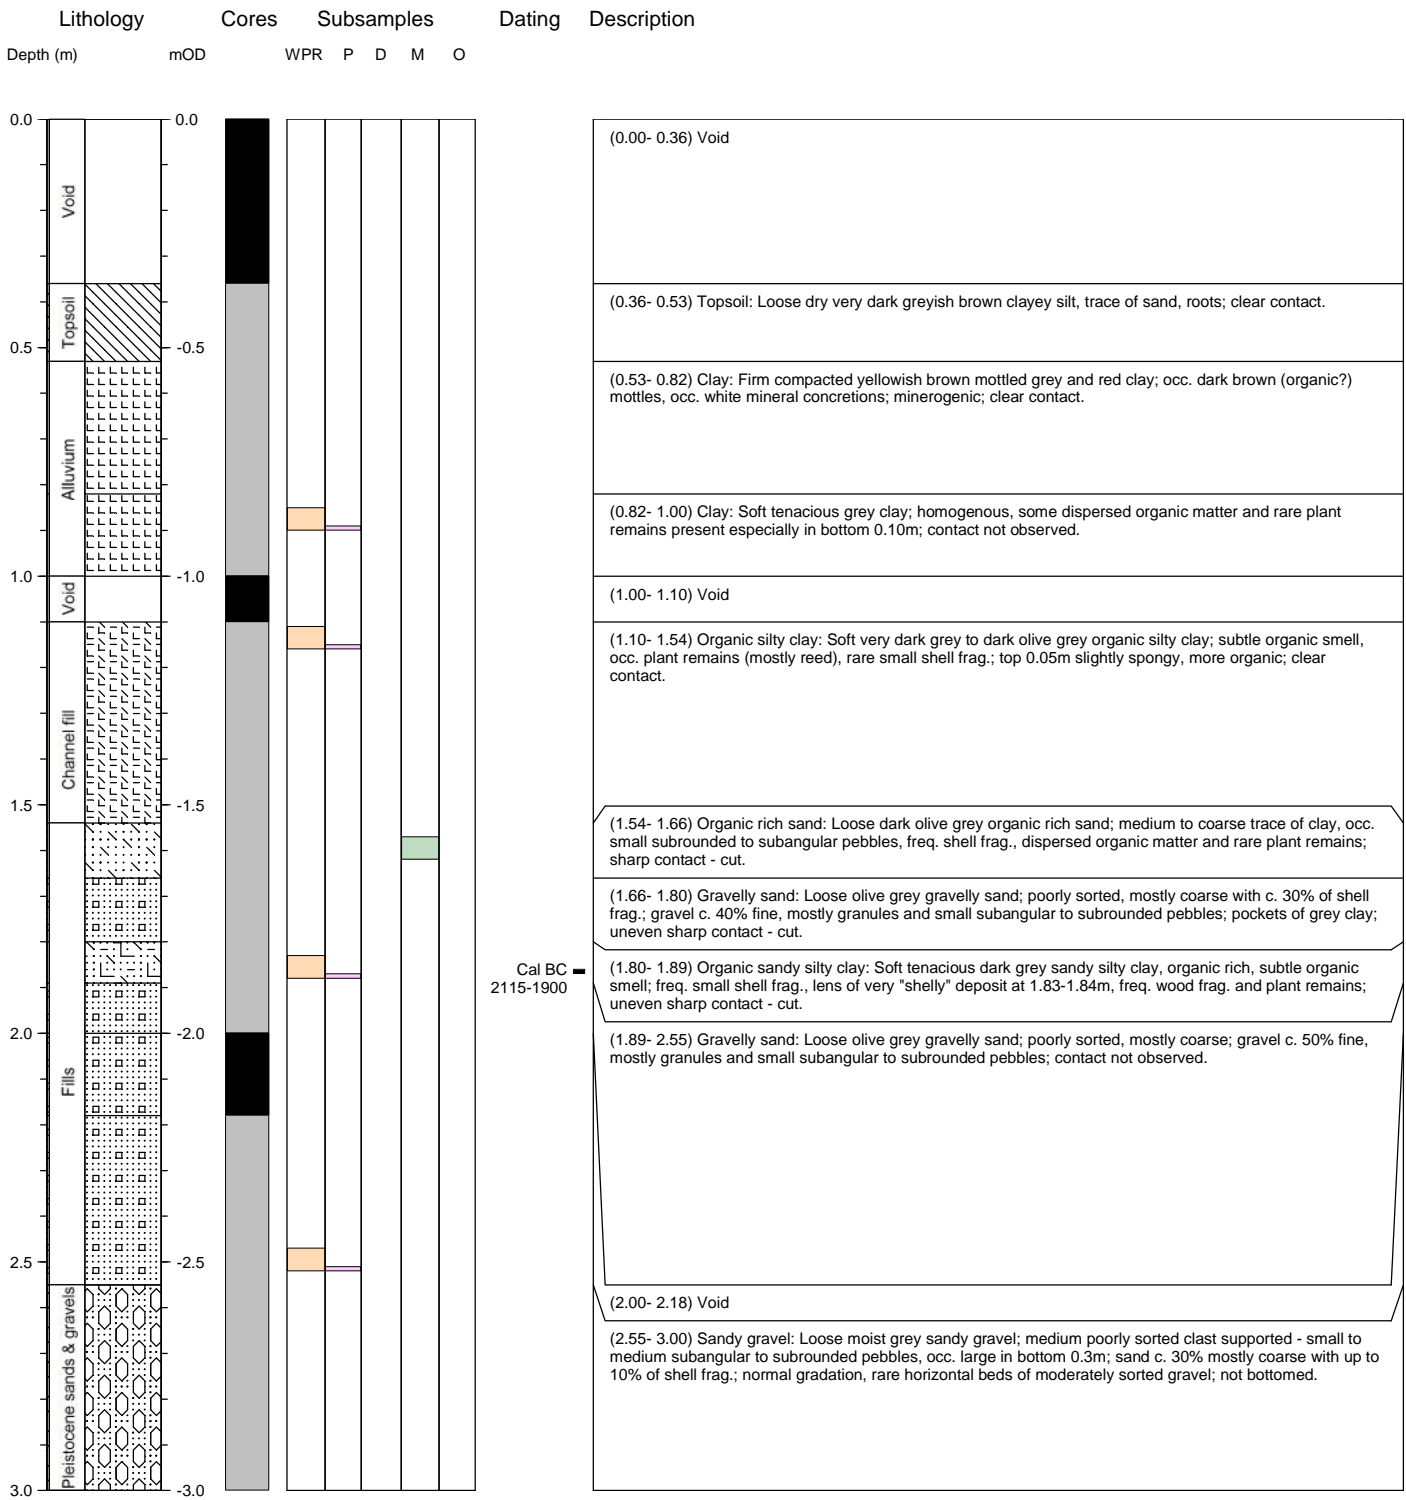 Lithology Cores Subsamples Dating Description
Depth (m) mOD WPR P D M O
0.0 0.0
(0.00- 0.36) Void
Void
(0.36- 0.53) Topsoil: Loose dry very dark greyish brown clayey silt, trace of sand, roots; clear contact.
Topsoil
0.5 -0.5
(0.53- 0.82) Clay: Firm compacted yellowish brown mottled grey and red clay; occ. dark brown (organic?)
mottles, occ. white mineral concretions; minerogenic; clear contact.
Alluvium
(0.82- 1.00) Clay: Soft tenacious grey clay; homogenous, some dispersed organic matter and rare plant
remains present especially in bottom 0.10m; contact not observed.
1.0 -1.0
(1.00- 1.10) Void
Void
(1.10- 1.54) Organic silty clay: Soft very dark grey to dark olive grey organic silty clay; subtle organic smell,
occ. plant remains (mostly reed), rare small shell frag.; top 0.05m slightly spongy, more organic; clear
contact.
Channel fill
1.5 -1.5
(1.54- 1.66) Organic rich sand: Loose dark olive grey organic rich sand; medium to coarse trace of clay, occ.
small subrounded to subangular pebbles, freq. shell frag., dispersed organic matter and rare plant remains;
sharp contact - cut.
(1.66- 1.80) Gravelly sand: Loose olive grey gravelly sand; poorly sorted, mostly coarse with c. 30% of shell
frag.; gravel c. 40% fine, mostly granules and small subangular to subrounded pebbles; pockets of grey clay;
uneven sharp contact - cut.
Cal BC
2115-1900
(1.80- 1.89) Organic sandy silty clay: Soft tenacious dark grey sandy silty clay, organic rich, subtle organic
smell; freq. small shell frag., lens of very "shelly" deposit at 1.83-1.84m, freq. wood frag. and plant remains;
uneven sharp contact - cut.
2.0 -2.0
(1.89- 2.55) Gravelly sand: Loose olive grey gravelly sand; poorly sorted, mostly coarse; gravel c. 50% fine,
mostly granules and small subangular to subrounded pebbles; contact not observed.
Fills
2.5 -2.5
(2.00- 2.18) Void
(2.55- 3.00) Sandy gravel: Loose moist grey sandy gravel; medium poorly sorted clast supported - small to
medium subangular to subrounded pebbles, occ. large in bottom 0.3m; sand c. 30% mostly coarse with up to
10% of shell frag.; normal gradation, rare horizontal beds of moderately sorted gravel; not bottomed.
Pleistocene sands & gravels
3.0 -3.0